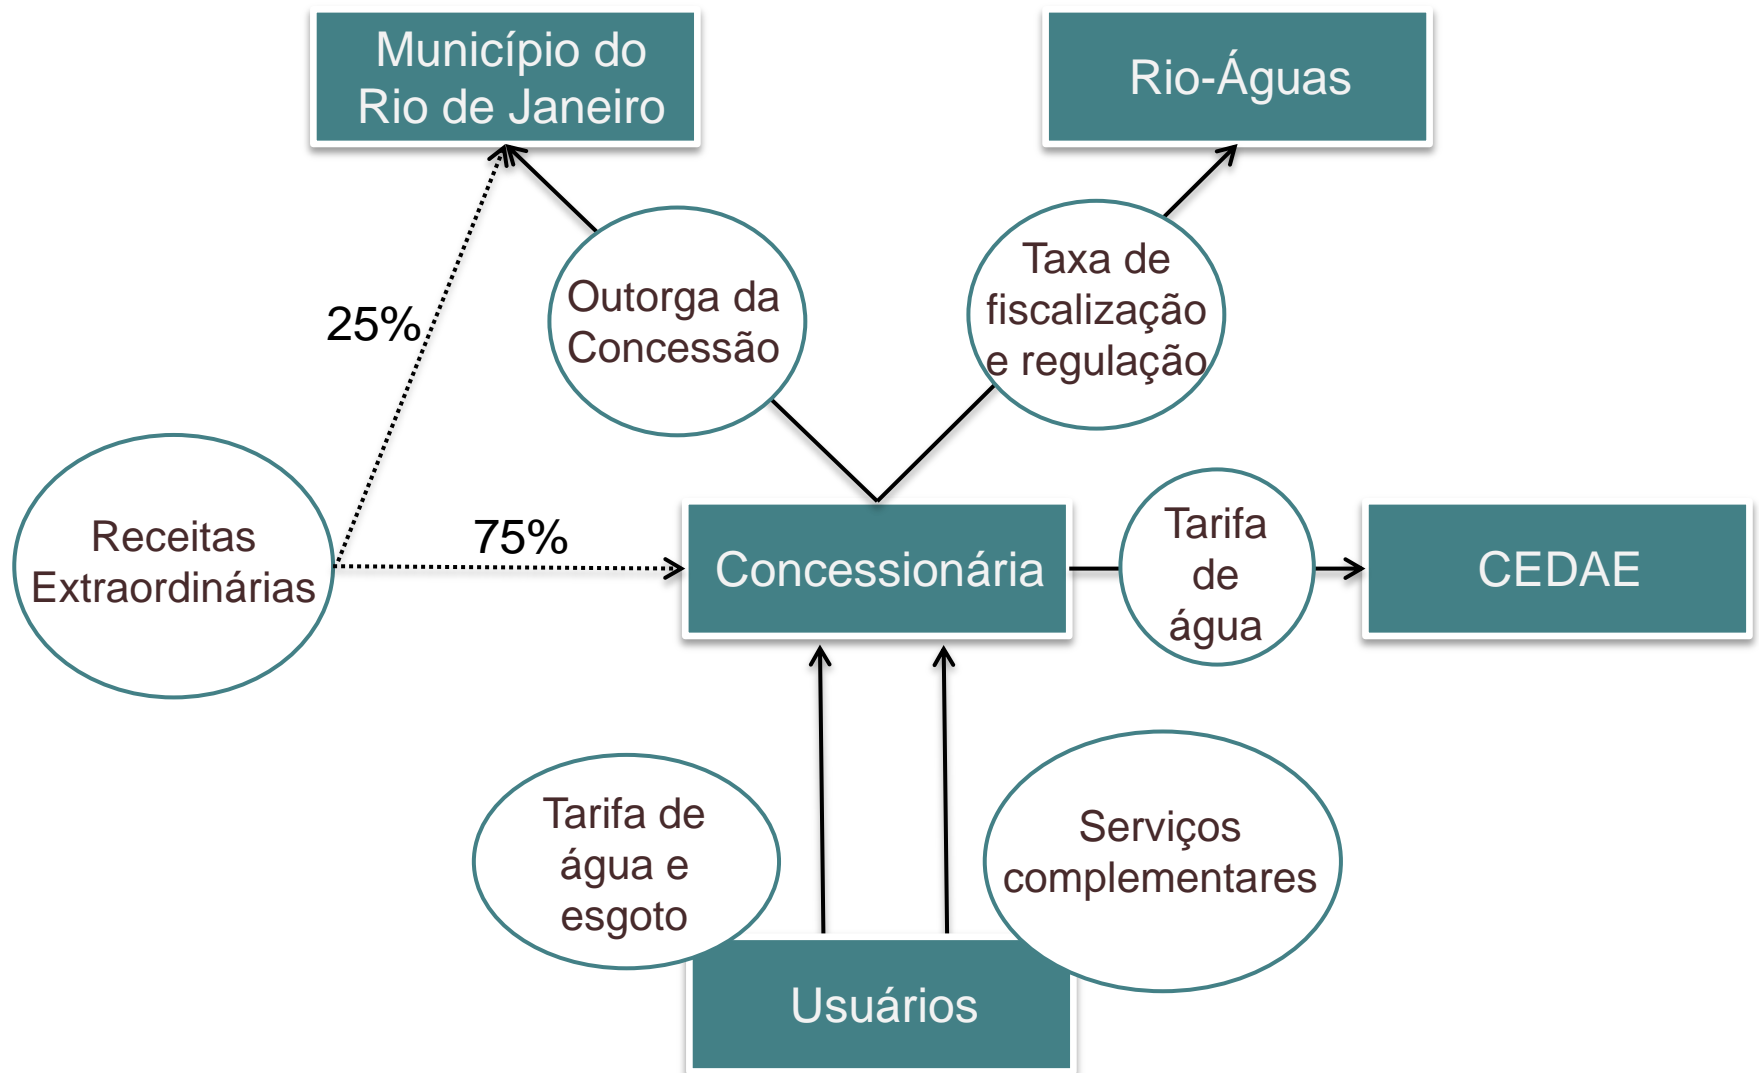 Município do
Rio de Janeiro
Rio-Águas
Outorga da
Concessão
Taxa de
fiscalização
e regulação
25%
Receitas
Extraordinárias
75%
Concessionária
Tarifa
de
água
CEDAE
Tarifa de
água e
esgoto
Serviços
complementares
Usuários